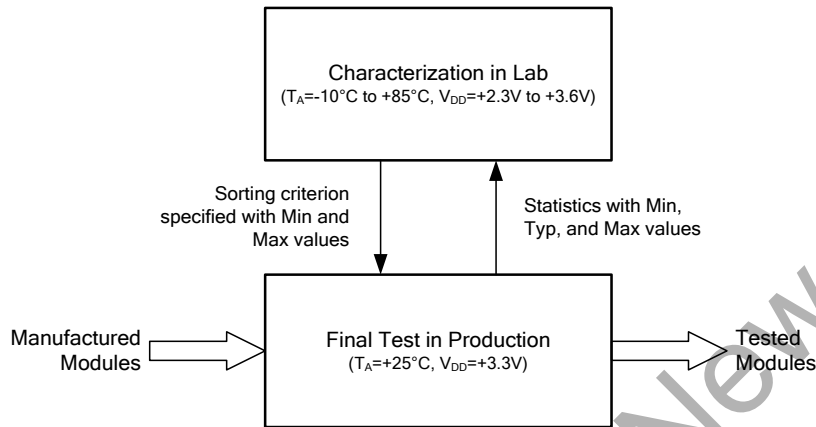 Characterization in Lab
(TA=-10°C to +85°C, VDD=+2.3V to +3.6V)
Sorting criterion
specified with Min and
Max values
Statistics with Min,
Typ, and Max values
Manufactured
Modules
Final Test in Production
(TA=+25°C, VDD=+3.3V)
Tested
Modules
New